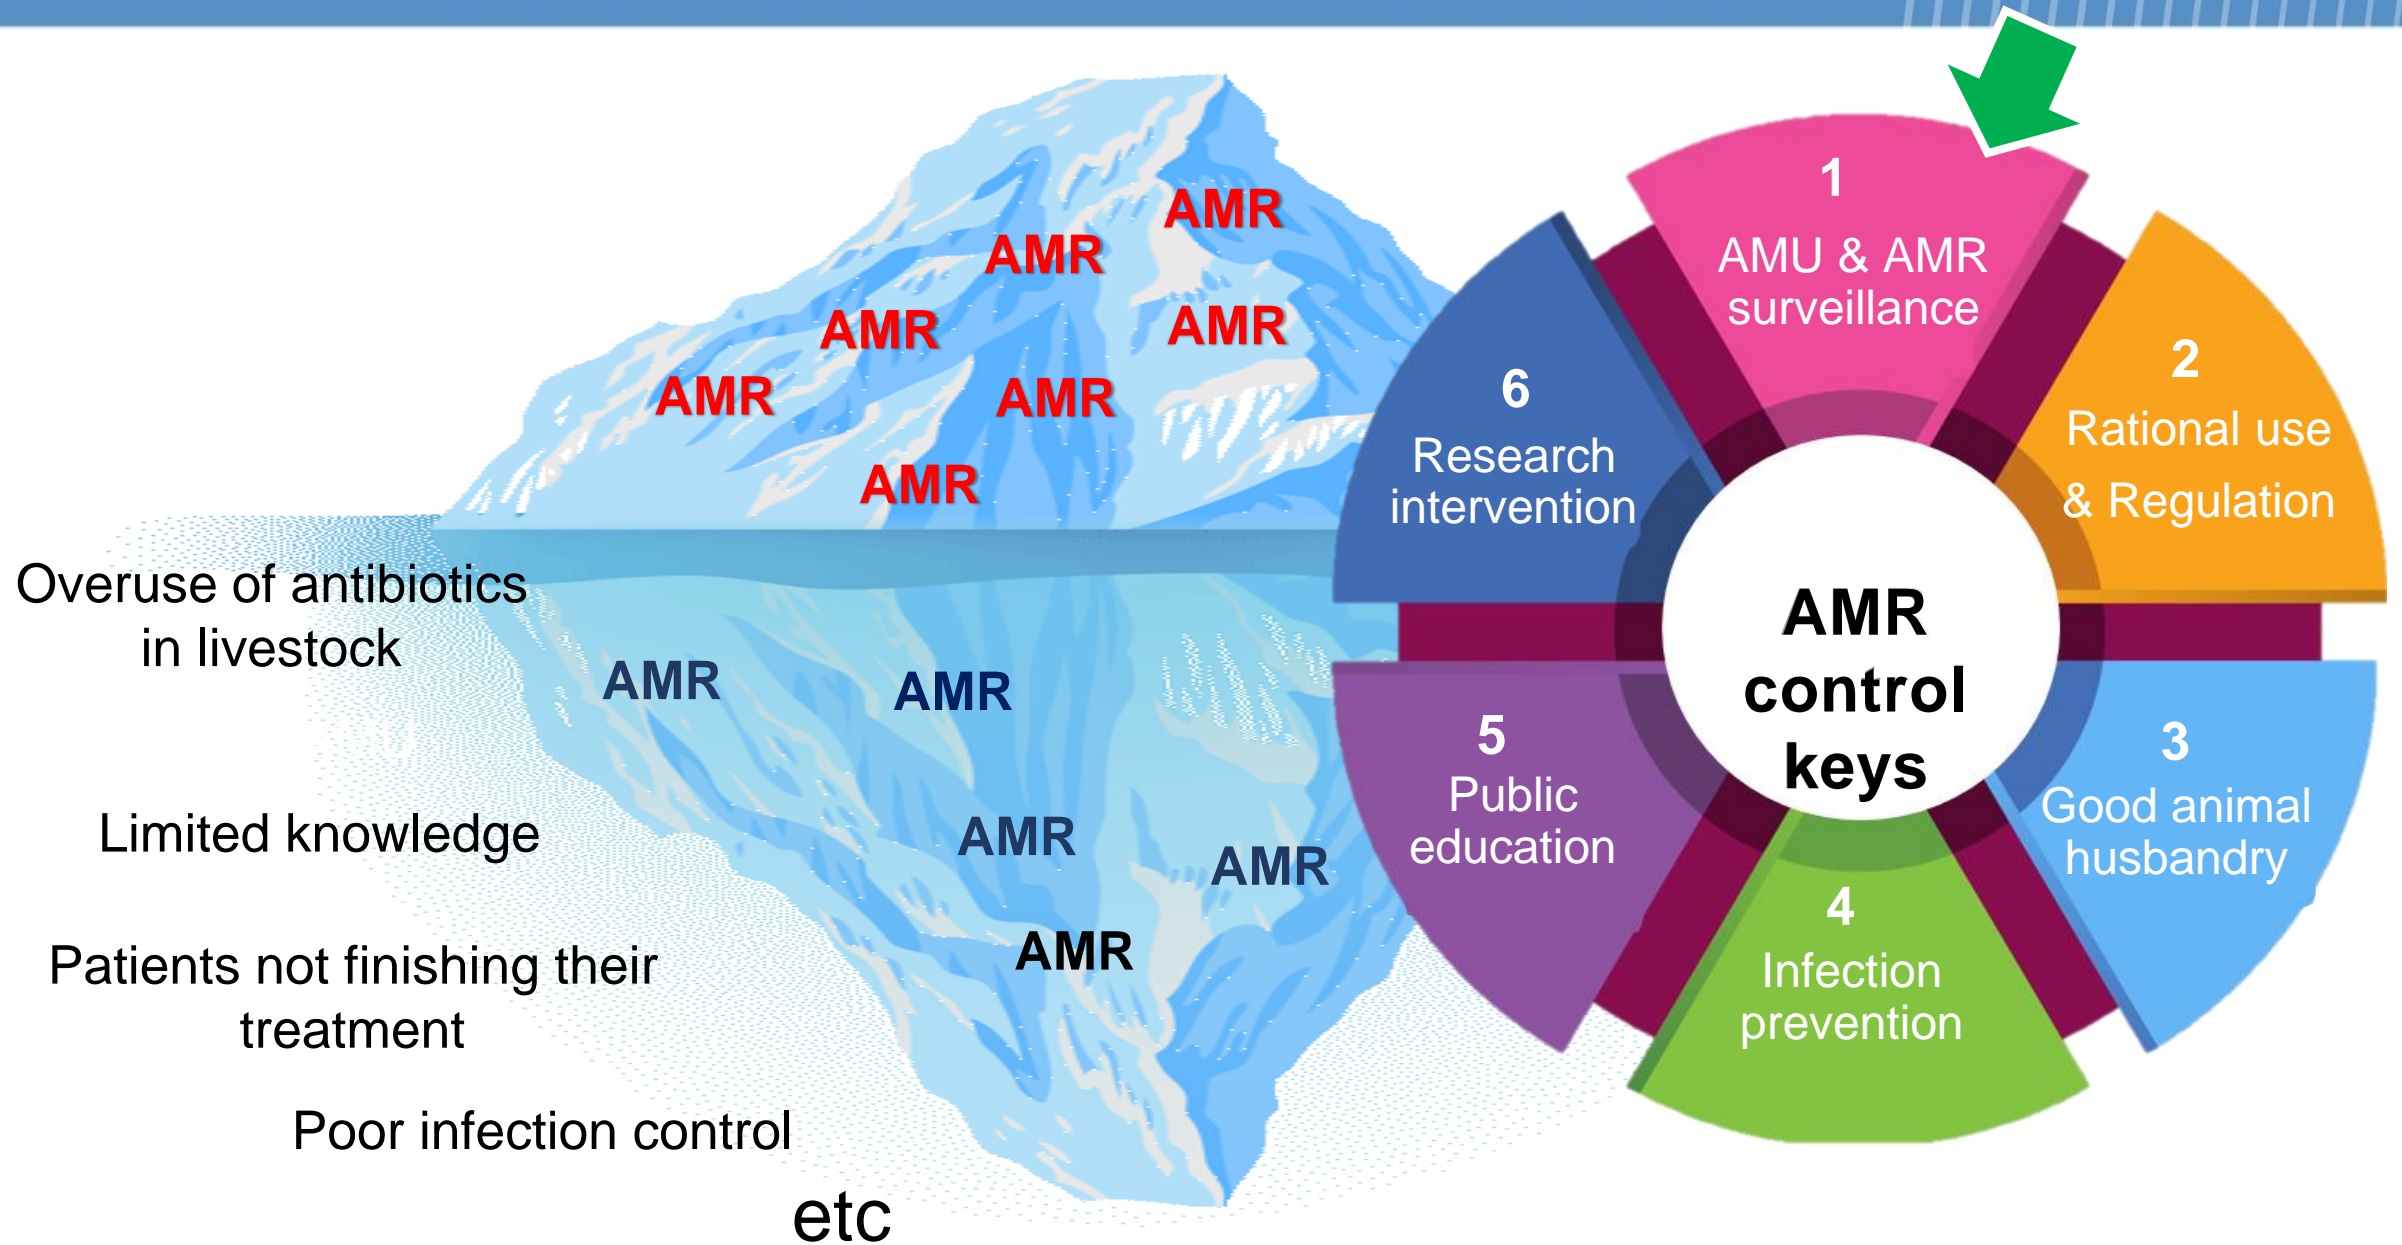 AMR
AMR
AMR
AMR
AMR
AMR
AMR
Overuse of antibiotics
in livestock
AMR
AMR
Limited knowledge
AMR
AMR
Patients not finishing their
treatment
AMR
Poor infection control
etc
1
AMU & AMR
surveillance
2
Rational use
& Regulation
3
Good animal
husbandry
4
Infection
prevention
5
Public
education
6
Research
intervention
AMR
control
keys